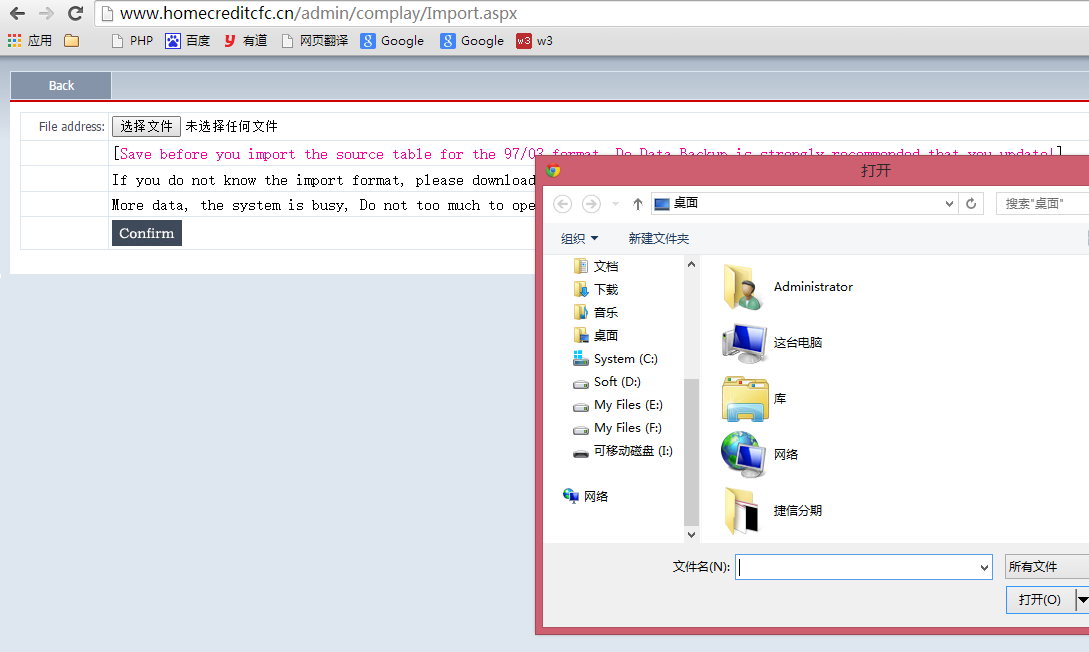 www.homecreditcfc.cn/admin/complay/Import.aspx
应用 PHP 百度 有道 网页翻译 Google Google w3 w3
Back
File address: 选择文件 未选择任何文件
[Save before you import the source table for the 97/03 format, Do Data Backup is strongly recommended that you update!]
If you do not know the import format, please download
More data, the system is busy, Do not too much to ope
Confirm
打开
桌面
搜索"桌面"
组织 新建文件夹
文档
下载
音乐
桌面
System (C:)
Soft (D:)
My Files (E:)
My Files (F:)
可移动磁盘 (I:)
网络
Administrator
这台电脑
库
网络
捷信分期
文件名(N):
所有文件
打开(O)